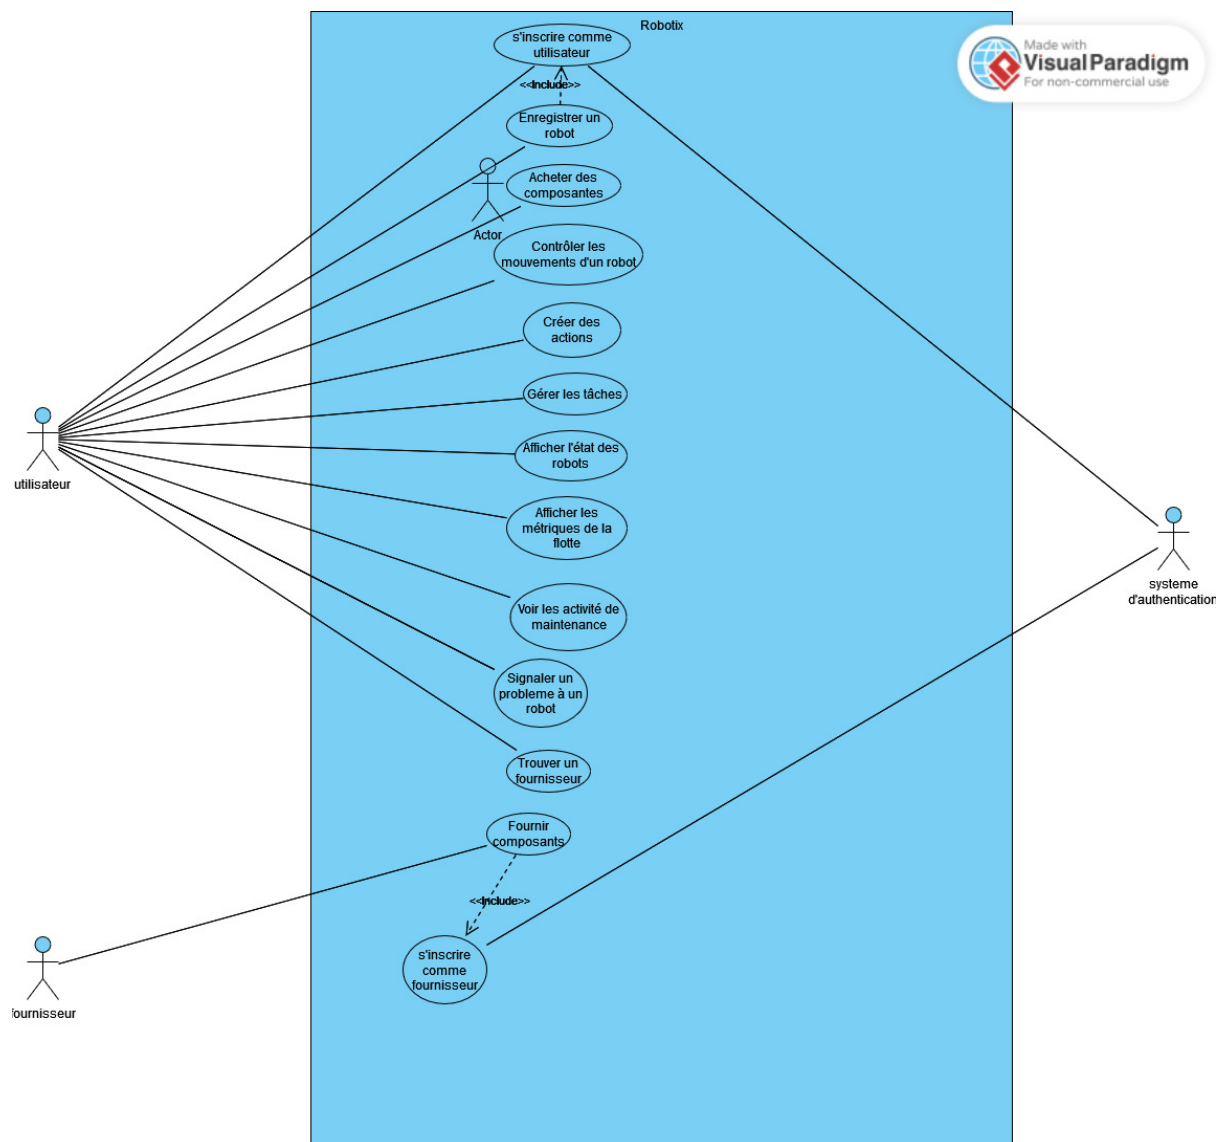 Robotix
Made with
Visual Paradigm
For non-commercial use
s'inscrire comme
utilisateur
<<Include>>
Enregistrer un
robot
Acheter des
composantes
Actor
Contrôler les
mouvements d'un robot
Créer des
actions
Gérer les tâches
utilisateur
Afficher l'état des
robots
Afficher les
métriques de la
flotte
systeme
d'authentication
Voir les activité de
maintenance
Signaler un
probleme à un
robot
Trouver un
fournisseur
Fournir
composants
<<Include>>
s'inscrire
comme
fournisseur
fournisseur